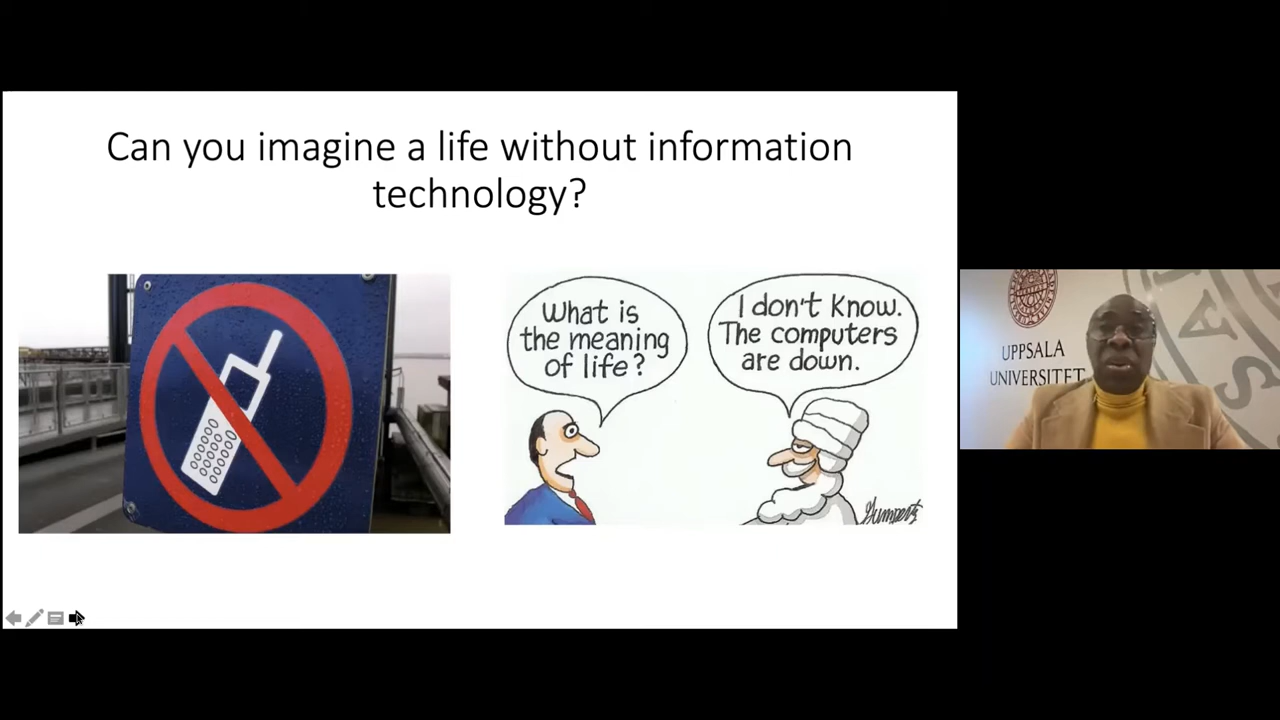 Can you imagine a life without information
technology?
What is
the meaning
of life?
I don't know.
The computers
are down.
Gumpertz
UPPSALA
UNIVERSITET